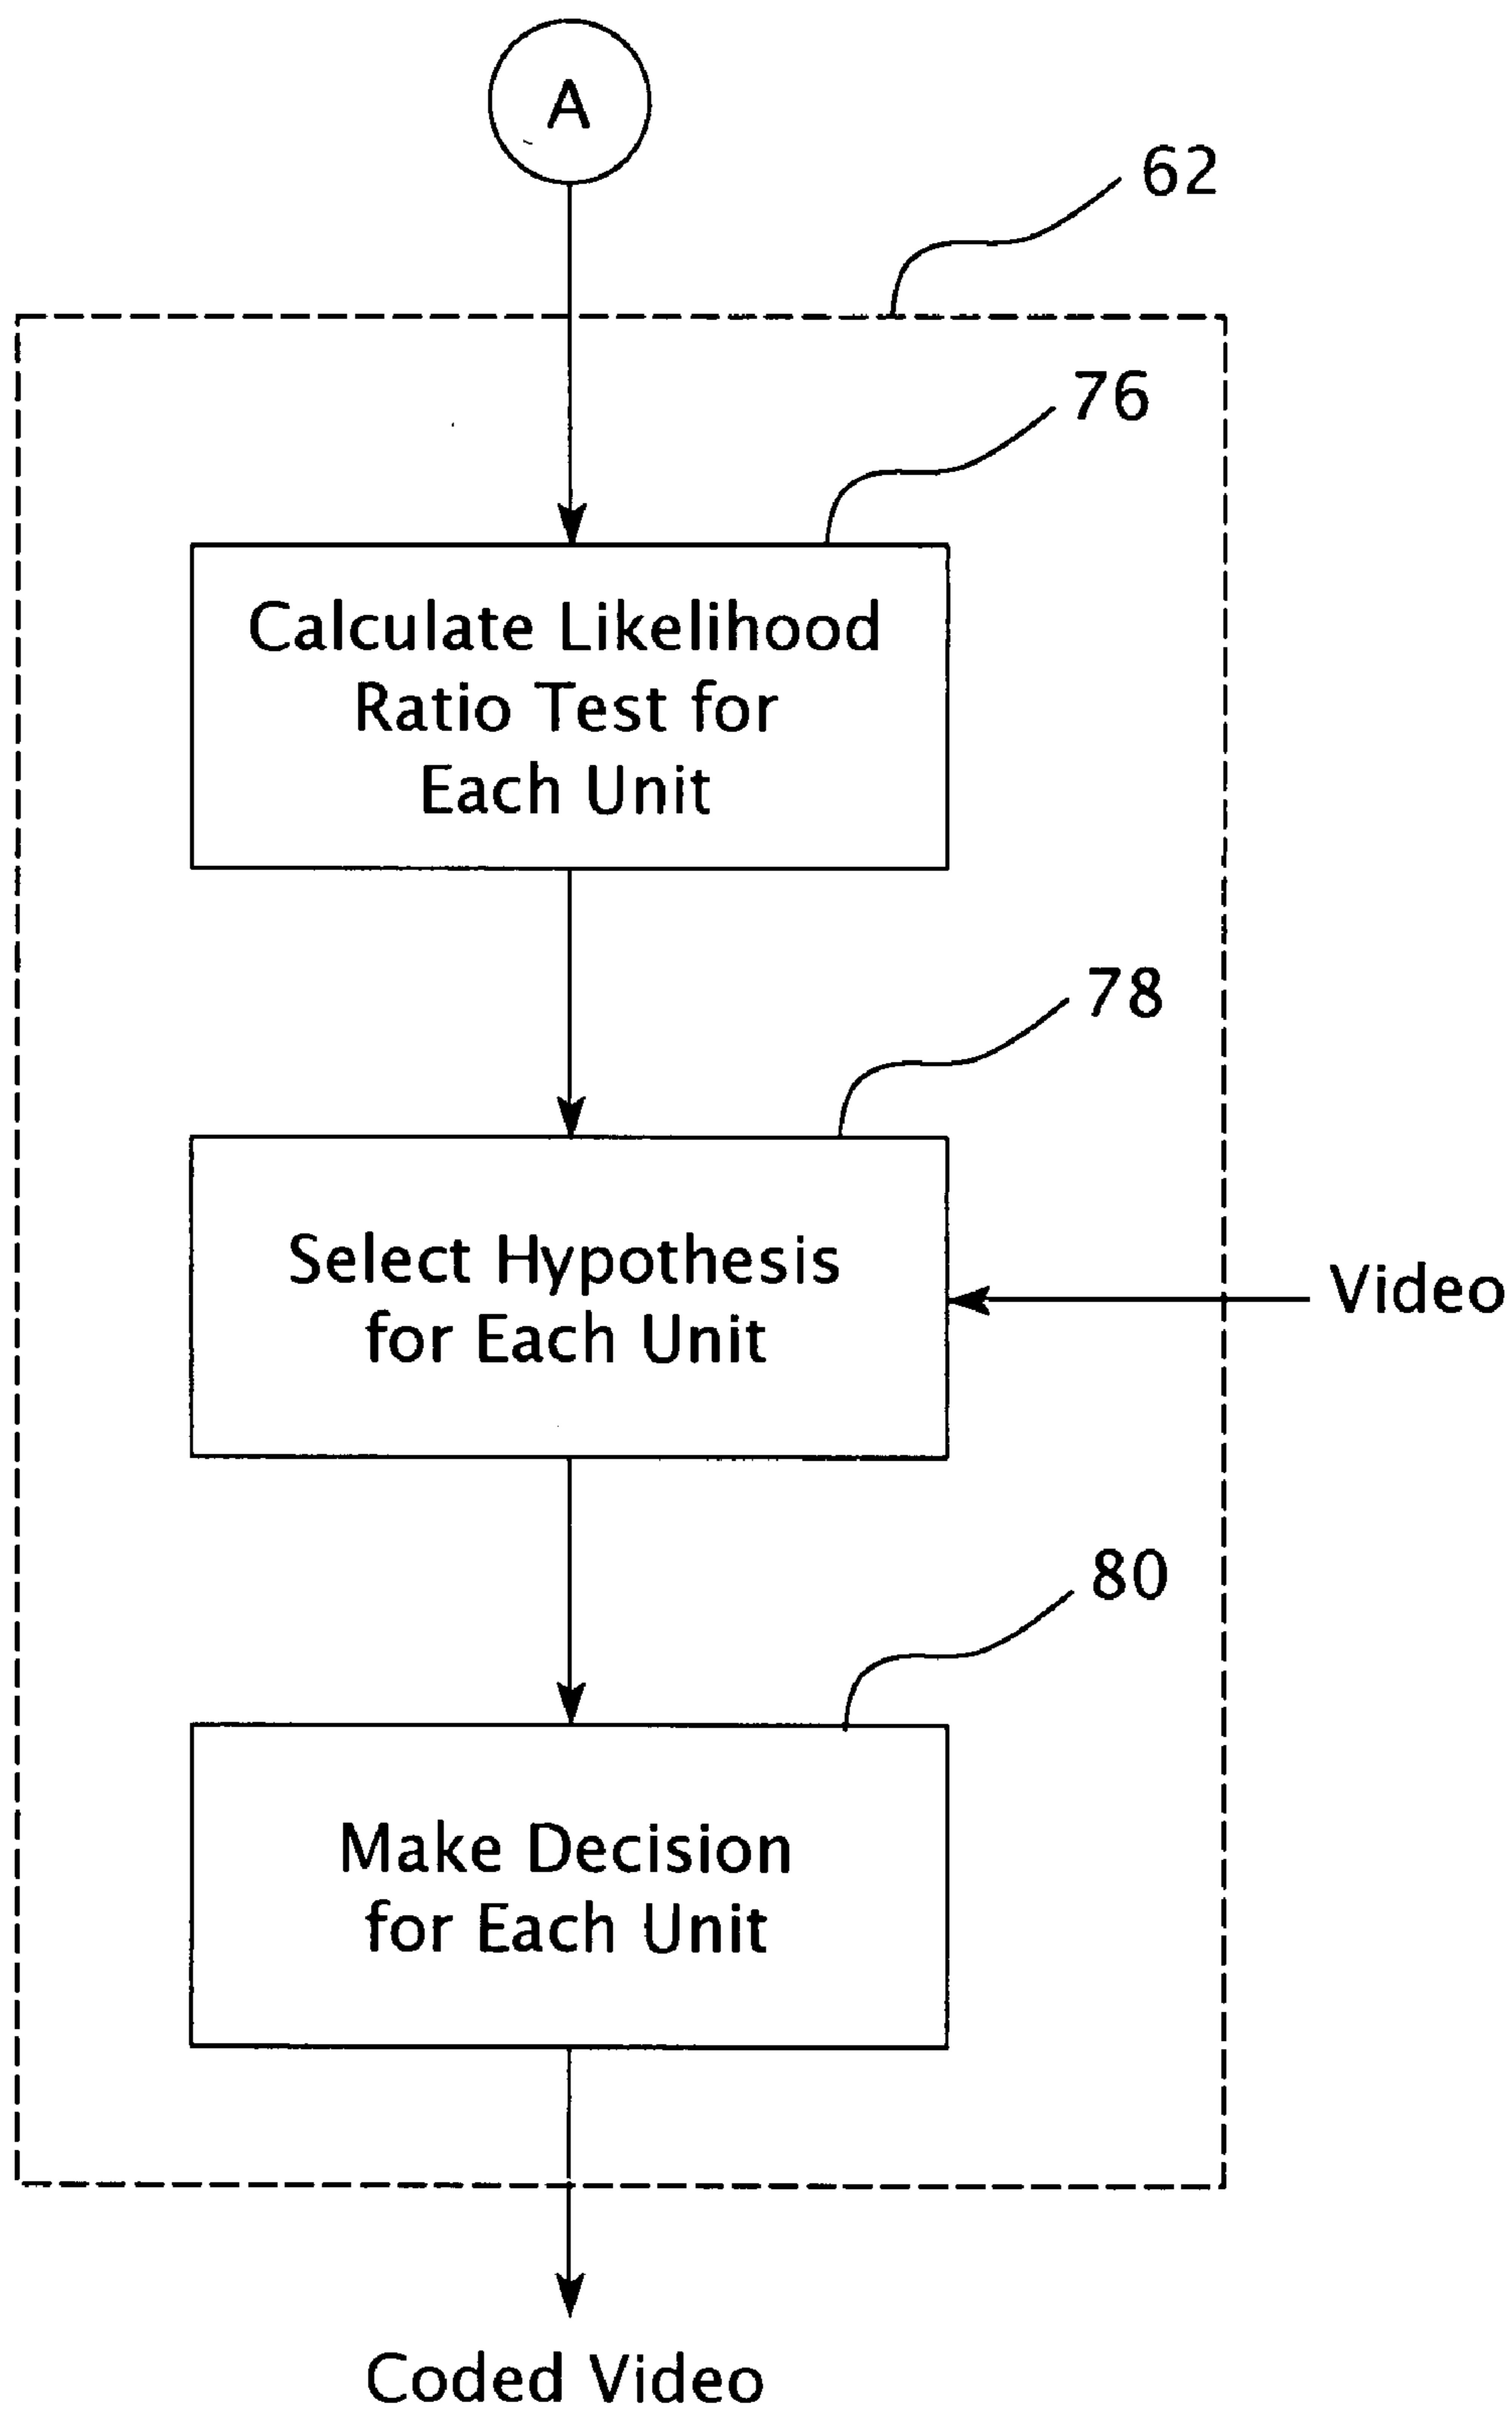 A
62
76
Calculate Likelihood
Ratio Test for
Each Unit
78
Select Hypothesis
for Each Unit
Video
80
Make Decision
for Each Unit
Coded Video